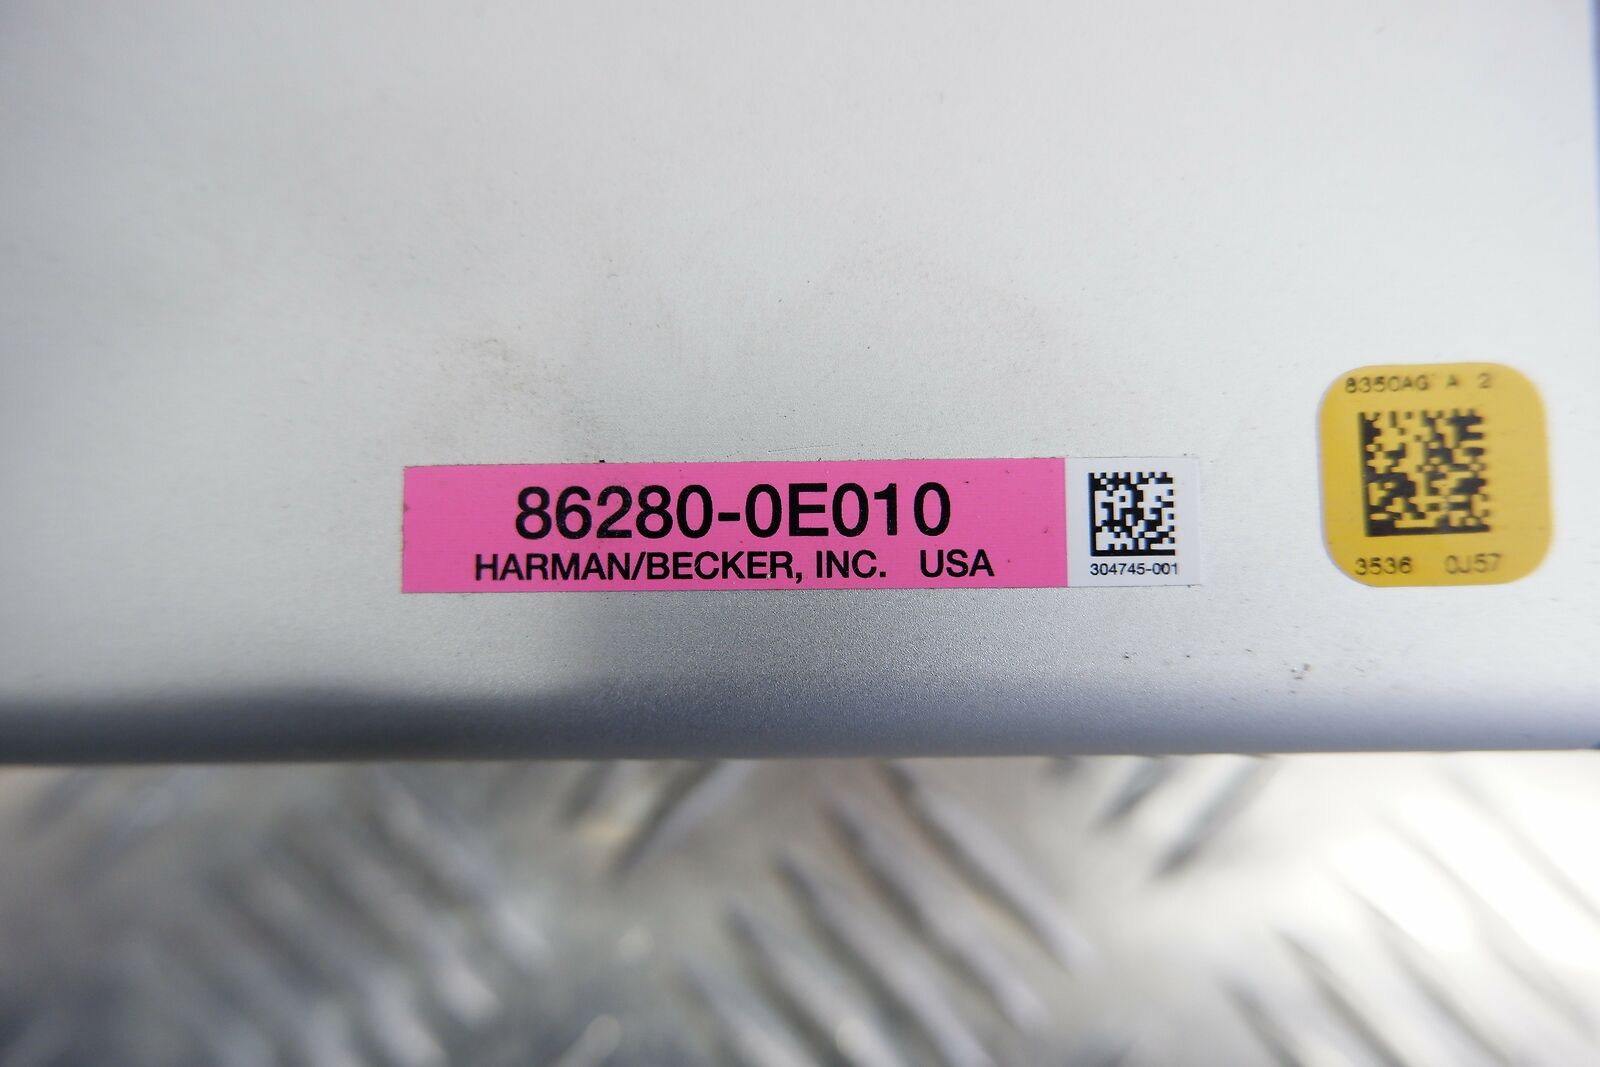 86280-0E010
HARMAN/BECKER, INC. USA
304745-001
8350AG A 2
3536 0J57